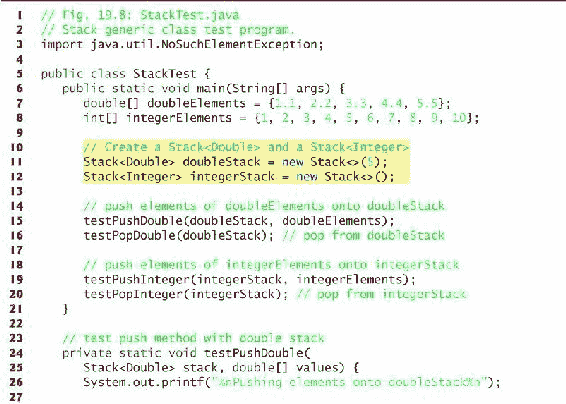 1 // Fig. 19.8: StackTest.java
2 // Stack generic class test program.
3 import java.util.NoSuchElementException;
4
5 public class StackTest {
6 public static void main(String[] args) {
7 double[] doubleElements = {1.1, 2.2, 3.3, 4.4, 5.5};
8 int[] integerElements = {1, 2, 3, 4, 5, 6, 7, 8, 9, 10};
9
10 // Create a Stack<Double> and a Stack<Integer>
11 Stack<Double> doubleStack = new Stack<>(5);
12 Stack<Integer> integerStack = new Stack<>();
13
14 // push elements of doubleElements onto doubleStack
15 testPushDouble(doubleStack, doubleElements);
16 testPopDouble(doubleStack); // pop from doubleStack
17
18 // push elements of integerElements onto integerStack
19 testPushInteger(integerStack, integerElements);
20 testPopInteger(integerStack); // pop from integerStack
21 }
22
23 // test push method with double stack
24 private static void testPushDouble(
25 Stack<Double> stack, double[] values) {
26 System.out.printf("%nPushing elements onto doubleStack%n");
27